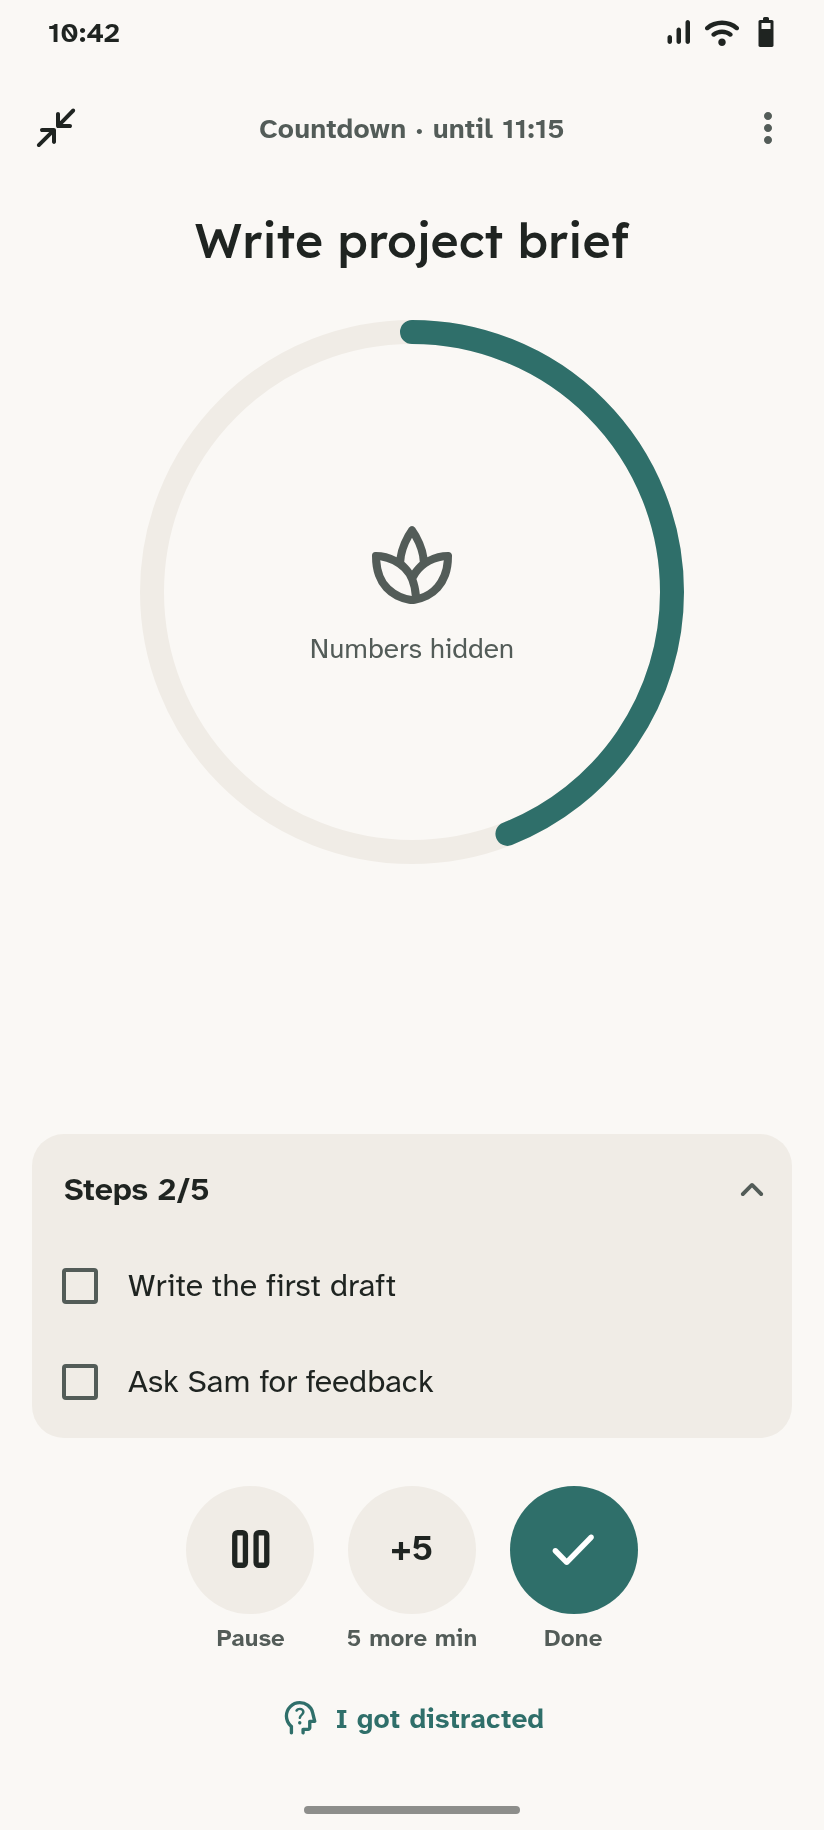 10:42
Countdown · until 11:15
Write project brief
Numbers hidden
Steps 2/5
Write the first draft
Ask Sam for feedback
+5
Pause
5 more min
Done
I got distracted